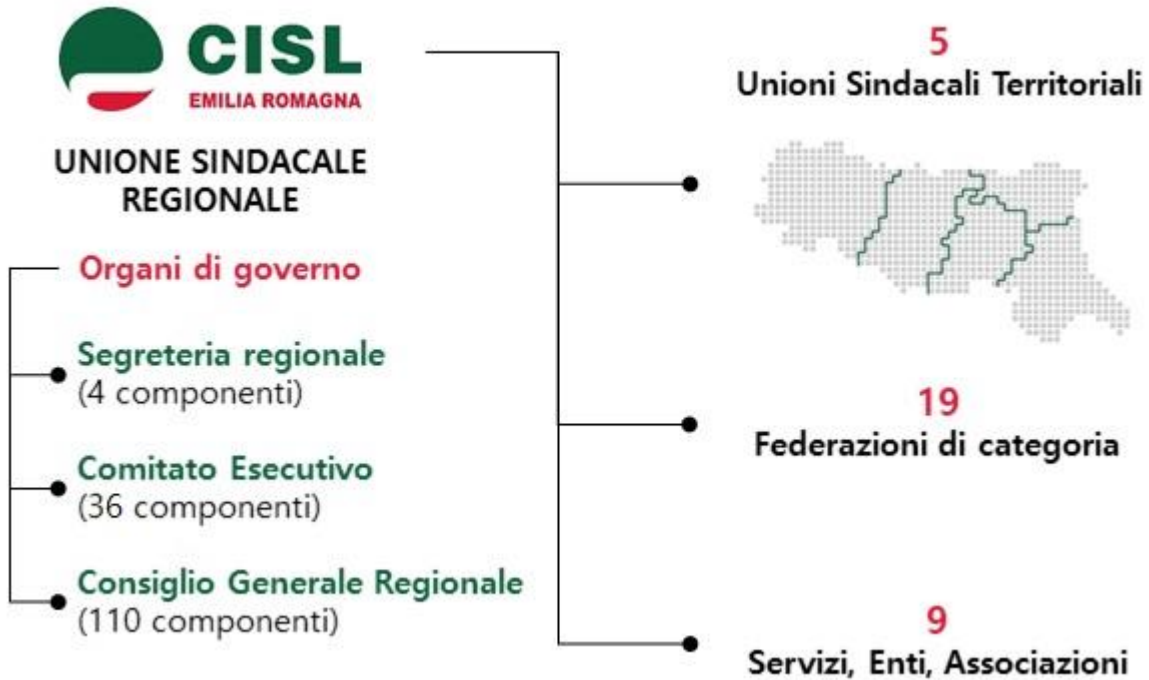 CISL
EMILIA ROMAGNA
UNIONE SINDACALE
REGIONALE
Organi di governo
Segreteria regionale
(4 componenti)
Comitato Esecutivo
(36 componenti)
Consiglio Generale Regionale
(110 componenti)
5
Unioni Sindacali Territoriali
19
Federazioni di categoria
9
Servizi, Enti, Associazioni